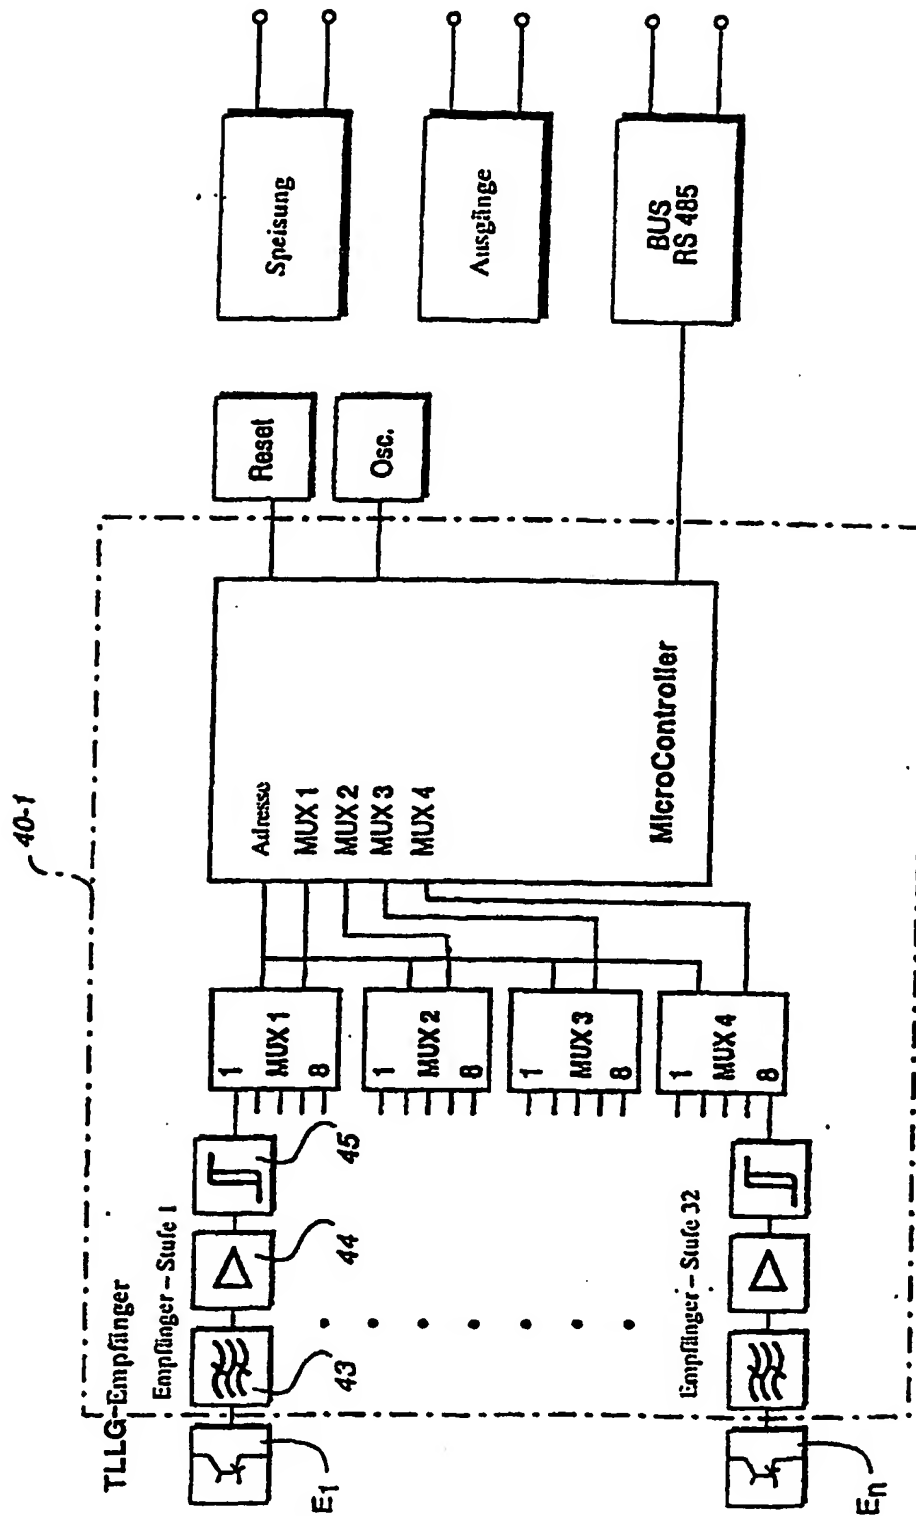 40-1
TLLG-Empfänger
Empfänger – Stufe 1
43
44
45
E1
Empfänger – Stufe 32
En
1
MUX 1
8
1
MUX 2
8
1
MUX 3
8
1
MUX 4
8
Adresse
MUX 1
MUX 2
MUX 3
MUX 4
MicroController
Reset
Osc.
Speisung
Ausgänge
BUS
RS 485